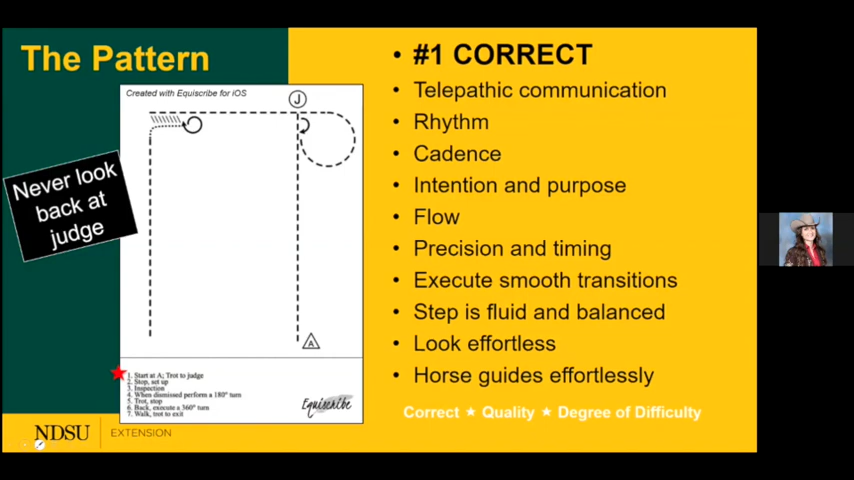 The Pattern
Created with Equiscribe for iOS
J
Never look
back at
judge
A
1. Start at A; Trot to judge
2. Stop, set up
3. Inspection
4. When dismissed perform a 180° turn
5. Trot, stop
6. Back, execute a 360° turn
7. Walk, trot to exit
Equiscribe
NDSU EXTENSION
• #1 CORRECT
• Telepathic communication
• Rhythm
• Cadence
• Intention and purpose
• Flow
• Precision and timing
• Execute smooth transitions
• Step is fluid and balanced
• Look effortless
• Horse guides effortlessly
Correct ★ Quality ★ Degree of Difficulty